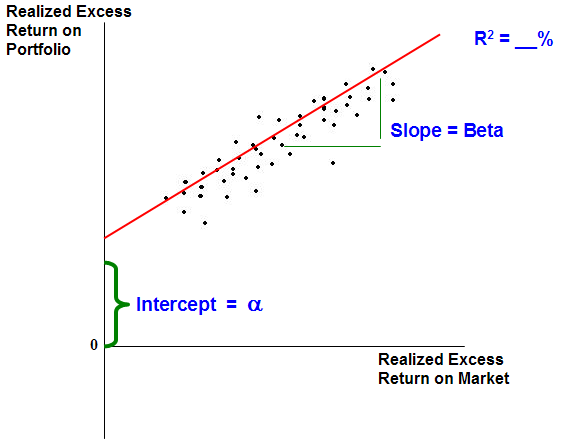 Realized Excess
Return on
Portfolio
R² = __%
Slope = Beta
Intercept = α
0
Realized Excess
Return on Market